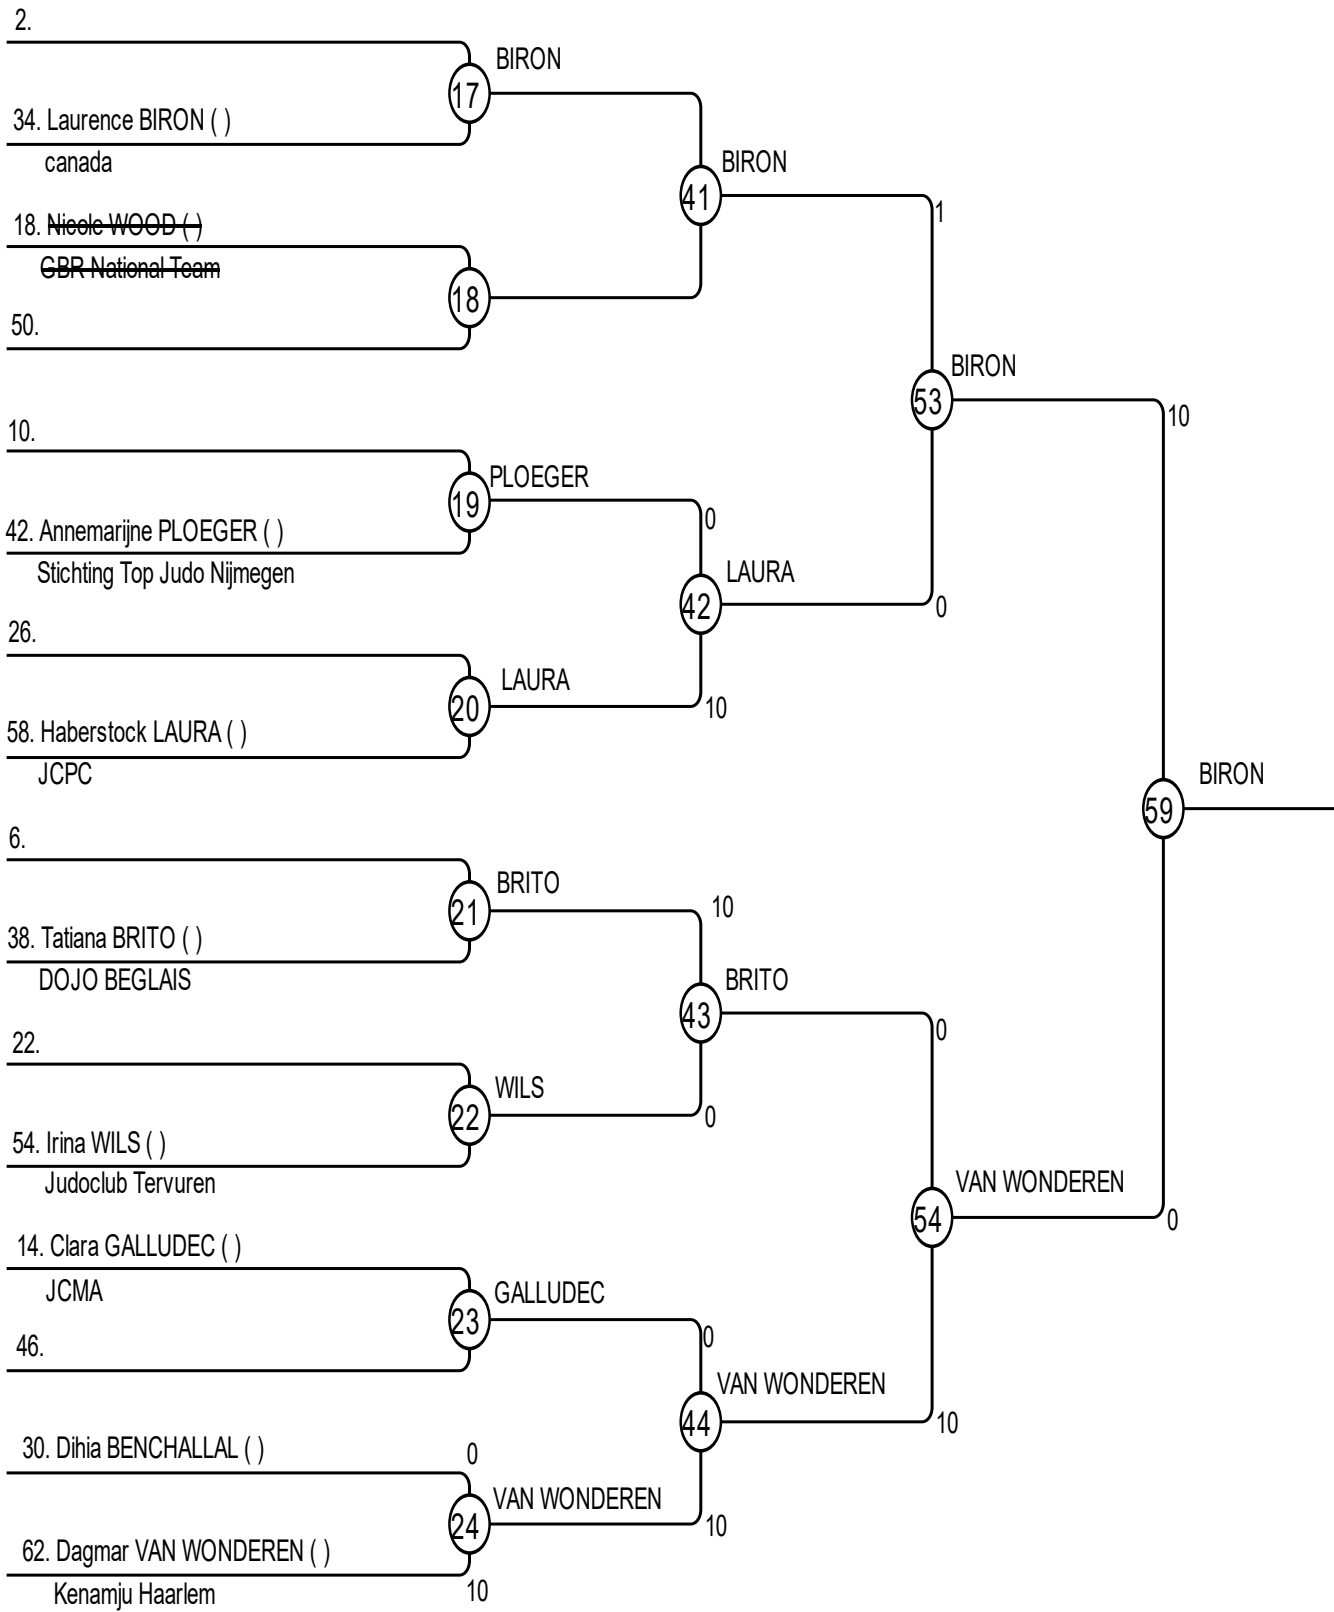 2.
BIRON
17
34. Laurence BIRON ( )
canada
BIRON
41
1
18. Nicole WOOD ( )
GBR National Team
18
50.
BIRON
53
10
10.
PLOEGER
19
0
42. Annemarijne PLOEGER ( )
Stichting Top Judo Nijmegen
LAURA
42
0
26.
LAURA
20
10
58. Haberstock LAURA ( )
JCPC
BIRON
59
6.
BRITO
21
10
38. Tatiana BRITO ( )
DOJO BEGLAIS
BRITO
43
0
22.
WILS
22
0
54. Irina WILS ( )
Judoclub Tervuren
VAN WONDEREN
54
0
14. Clara GALLUDEC ( )
JCMA
GALLUDEC
23
0
46.
VAN WONDEREN
44
10
30. Dihia BENCHALLAL ( )
0
VAN WONDEREN
24
10
62. Dagmar VAN WONDEREN ( )
Kenamju Haarlem
10